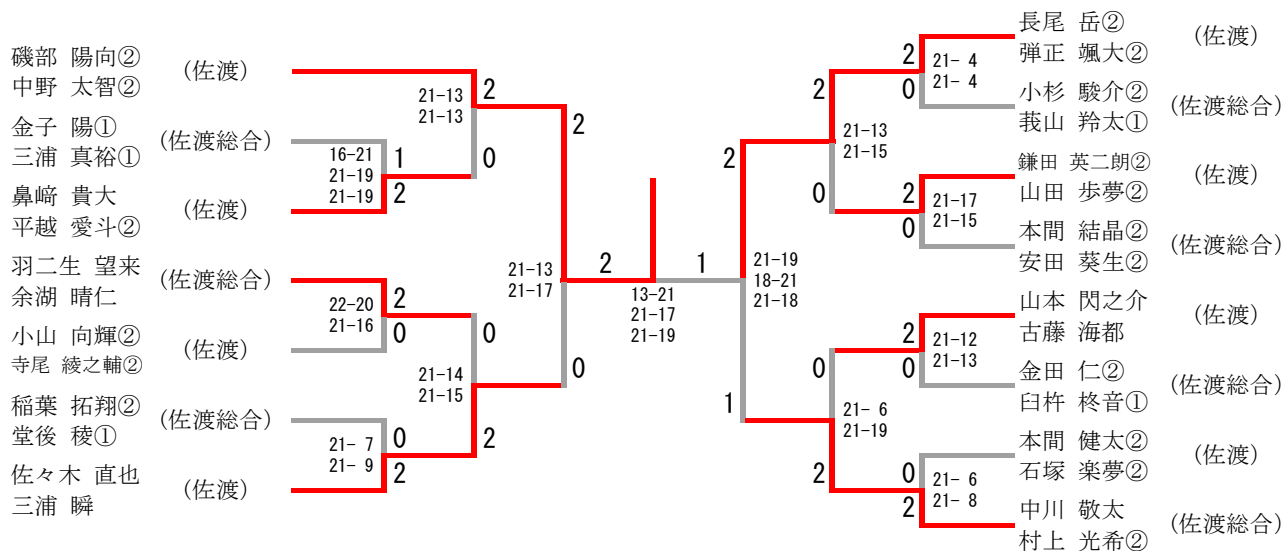 磯部 陽向②
中野 太智②
(佐渡)
金子 陽①
三浦 真裕①
(佐渡総合)
鼻﨑 貴大
平越 愛斗②
(佐渡)
羽二生 望来
余湖 晴仁
(佐渡総合)
小山 向輝②
寺尾 綾之輔②
(佐渡)
稲葉 拓翔②
堂後 稜①
(佐渡総合)
佐々木 直也
三浦 瞬
(佐渡)
16-21
21-19
21-19
1
2
22-20
21-16
2
0
21- 7
21- 9
0
2
21-13
21-13
2
0
21-14
21-15
0
2
21-13
21-17
2
0
2
13-21
21-17
21-19
1
2
21-19
18-21
21-18
1
2
21-13
21-15
0
0
21- 6
21-19
2
2
21- 4
21- 4
0
2
21-17
21-15
0
2
21-12
21-13
0
0
21- 6
21- 8
2
長尾 岳②
弾正 颯大②
(佐渡)
小杉 駿介②
莪山 羚太①
(佐渡総合)
鎌田 英二朗②
山田 歩夢②
(佐渡)
本間 結晶②
安田 葵生②
(佐渡総合)
山本 閃之介
古藤 海都
(佐渡)
金田 仁②
臼杵 柊音①
(佐渡総合)
本間 健太②
石塚 楽夢②
(佐渡)
中川 敬太
村上 光希②
(佐渡総合)